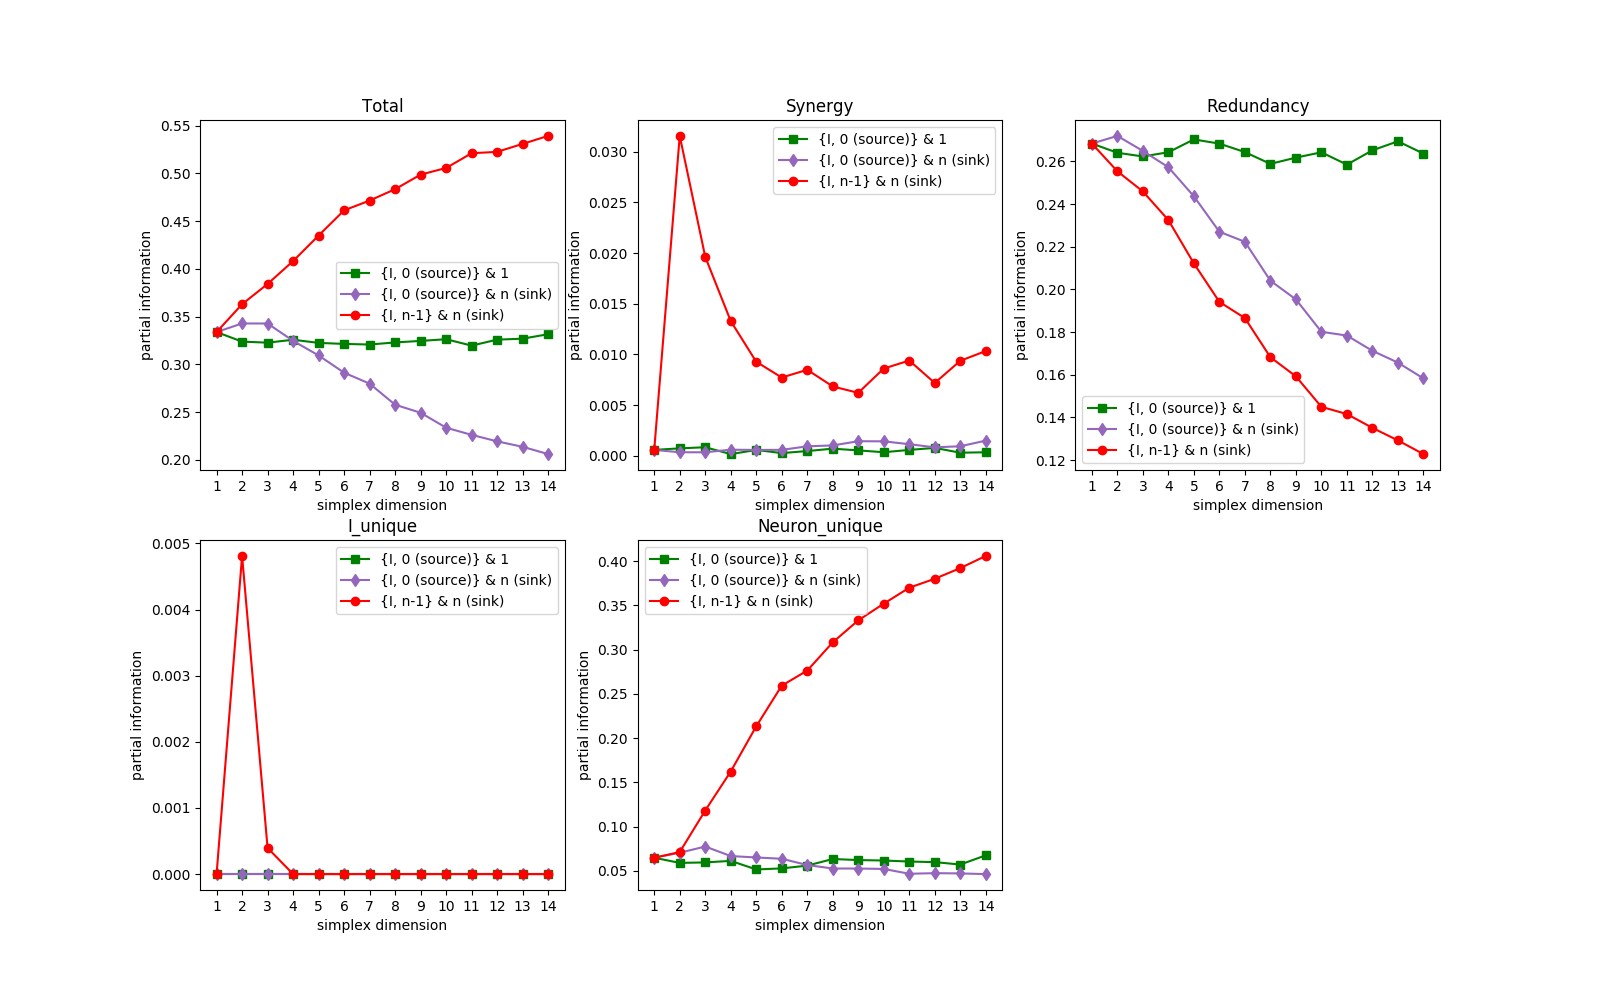 Total
partial information
0.55
0.50
0.45
0.40
0.35
0.30
0.25
0.20
{I, 0 (source)} & 1
{I, 0 (source)} & n (sink)
{I, n-1} & n (sink)
1 2 3 4 5 6 7 8 9 10 11 12 13 14
simplex dimension
Synergy
partial information
0.030
0.025
0.020
0.015
0.010
0.005
0.000
{I, 0 (source)} & 1
{I, 0 (source)} & n (sink)
{I, n-1} & n (sink)
1 2 3 4 5 6 7 8 9 10 11 12 13 14
simplex dimension
Redundancy
partial information
0.26
0.24
0.22
0.20
0.18
0.16
0.14
0.12
{I, 0 (source)} & 1
{I, 0 (source)} & n (sink)
{I, n-1} & n (sink)
1 2 3 4 5 6 7 8 9 10 11 12 13 14
simplex dimension
I_unique
partial information
0.005
0.004
0.003
0.002
0.001
0.000
{I, 0 (source)} & 1
{I, 0 (source)} & n (sink)
{I, n-1} & n (sink)
1 2 3 4 5 6 7 8 9 10 11 12 13 14
simplex dimension
Neuron_unique
partial information
0.40
0.35
0.30
0.25
0.20
0.15
0.10
0.05
{I, 0 (source)} & 1
{I, 0 (source)} & n (sink)
{I, n-1} & n (sink)
1 2 3 4 5 6 7 8 9 10 11 12 13 14
simplex dimension